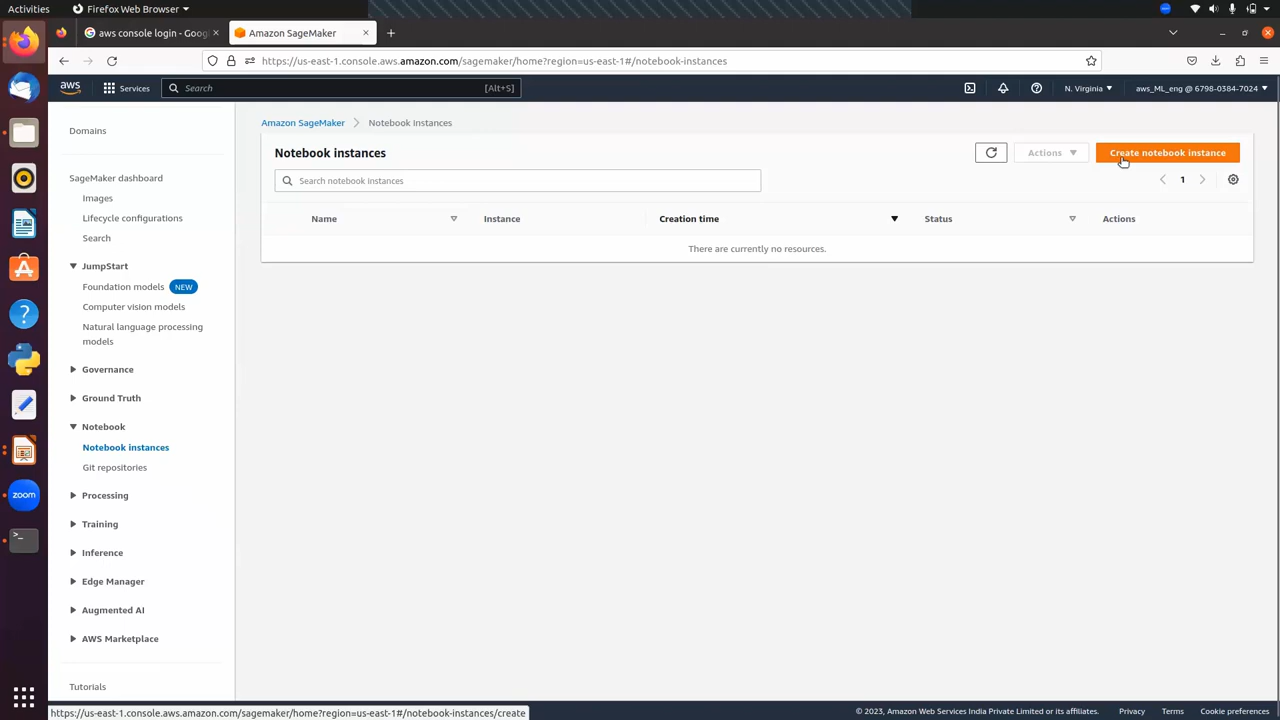 Activities
Firefox Web Browser
aws console login - Goog
Amazon SageMaker
https://us-east-1.console.aws.amazon.com/sagemaker/home?region=us-east-1#/notebook-instances
aws
Services
Search
[Alt+S]
N. Virginia
aws_ML_eng @ 6798-0384-7024
Domains
SageMaker dashboard
Images
Lifecycle configurations
Search
JumpStart
Foundation models NEW
Computer vision models
Natural language processing
models
Governance
Ground Truth
Notebook
Notebook instances
Git repositories
Processing
Training
Inference
Edge Manager
Augmented AI
AWS Marketplace
Tutorials
Amazon SageMaker
Notebook instances
Notebook instances
Actions
Create notebook instance
Search notebook instances
1
Name
Instance
Creation time
Status
Actions
There are currently no resources.
zoom
https://us-east-1.console.aws.amazon.com/sagemaker/home?region=us-east-1#/notebook-instances/create
© 2023, Amazon Web Services India Private Limited or its affiliates.
Privacy
Terms
Cookie preferences